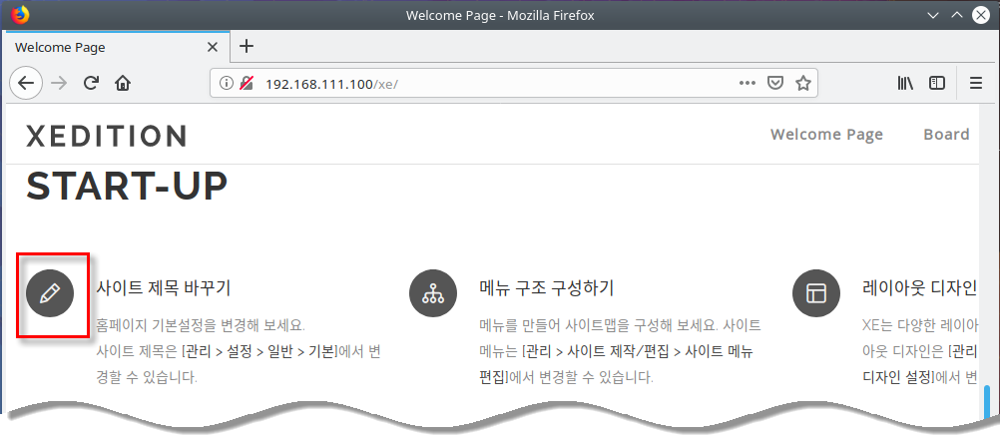 Welcome Page - Mozilla Firefox
Welcome Page
192.168.111.100/xe/
XEDITION
Welcome Page
Board
START-UP
사이트 제목 바꾸기
홈페이지 기본설정을 변경해 보세요.
사이트 제목은 [관리 > 설정 > 일반 > 기본]에서 변
경할 수 있습니다.
메뉴 구조 구성하기
메뉴를 만들어 사이트맵을 구성해 보세요. 사이트
메뉴는 [관리 > 사이트 제작/편집 > 사이트 메뉴
편집]에서 변경할 수 있습니다.
레이아웃 디자인
XE는 다양한 레이아
아웃 디자인은 [관리
디자인 설정]에서 변